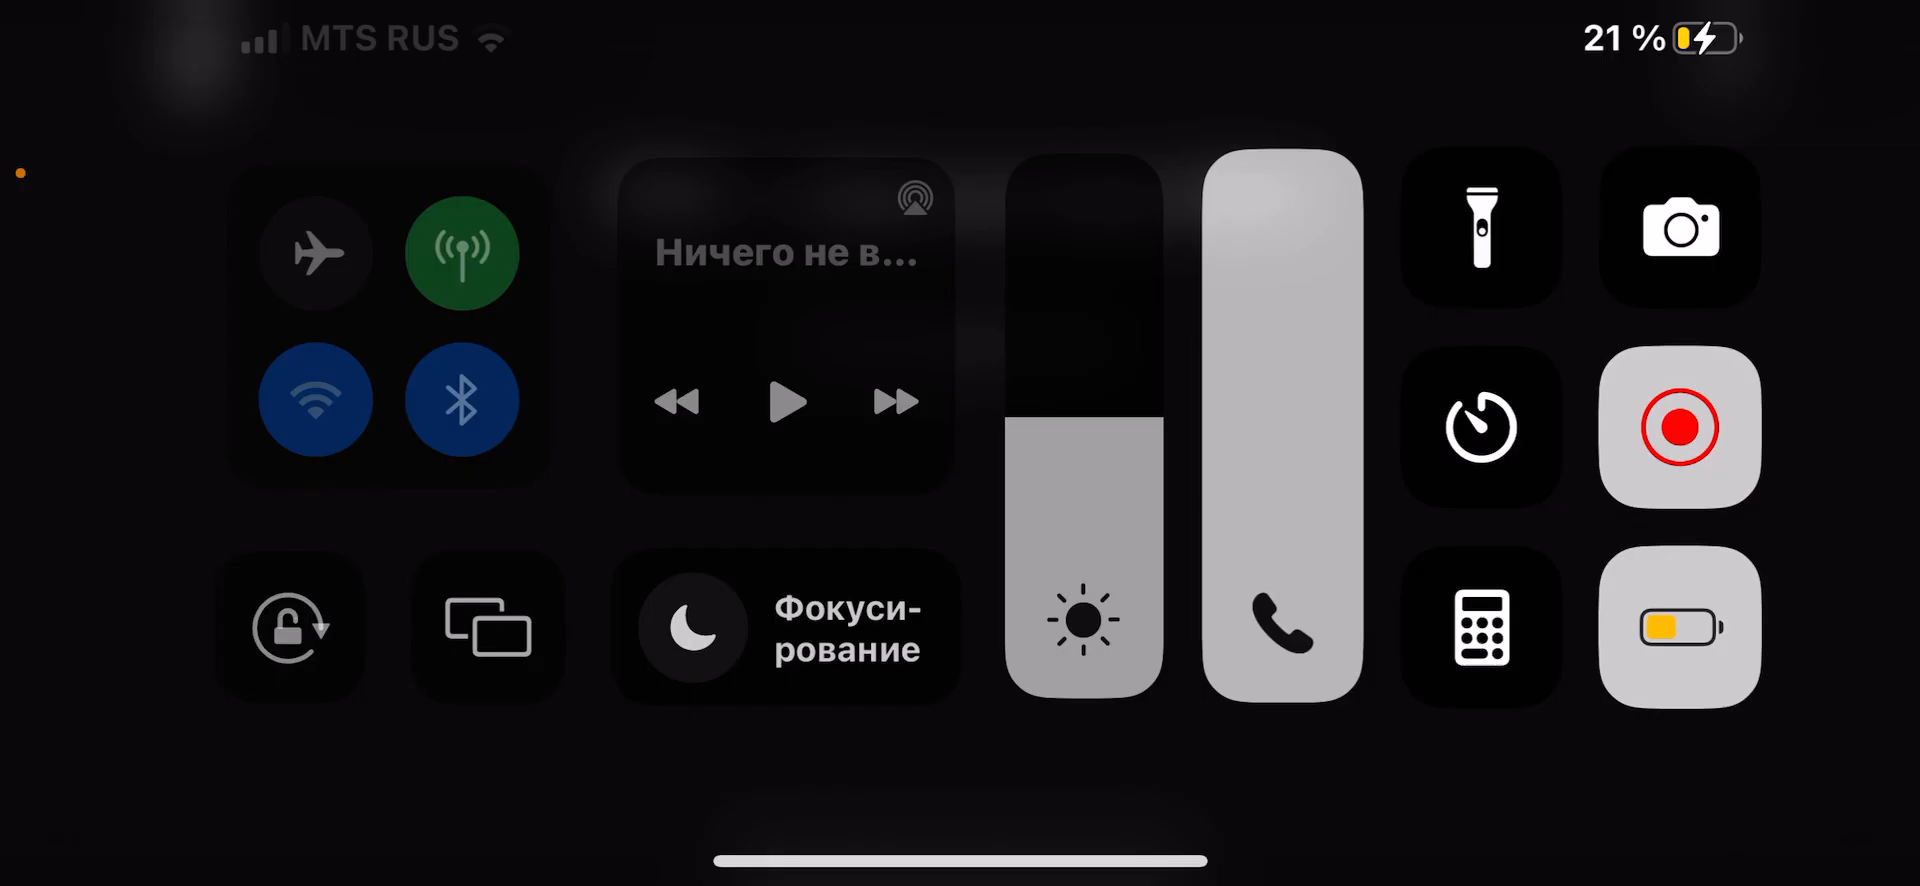 MTS RUS
21 %
Ничего не в...
Фокуси-
рование